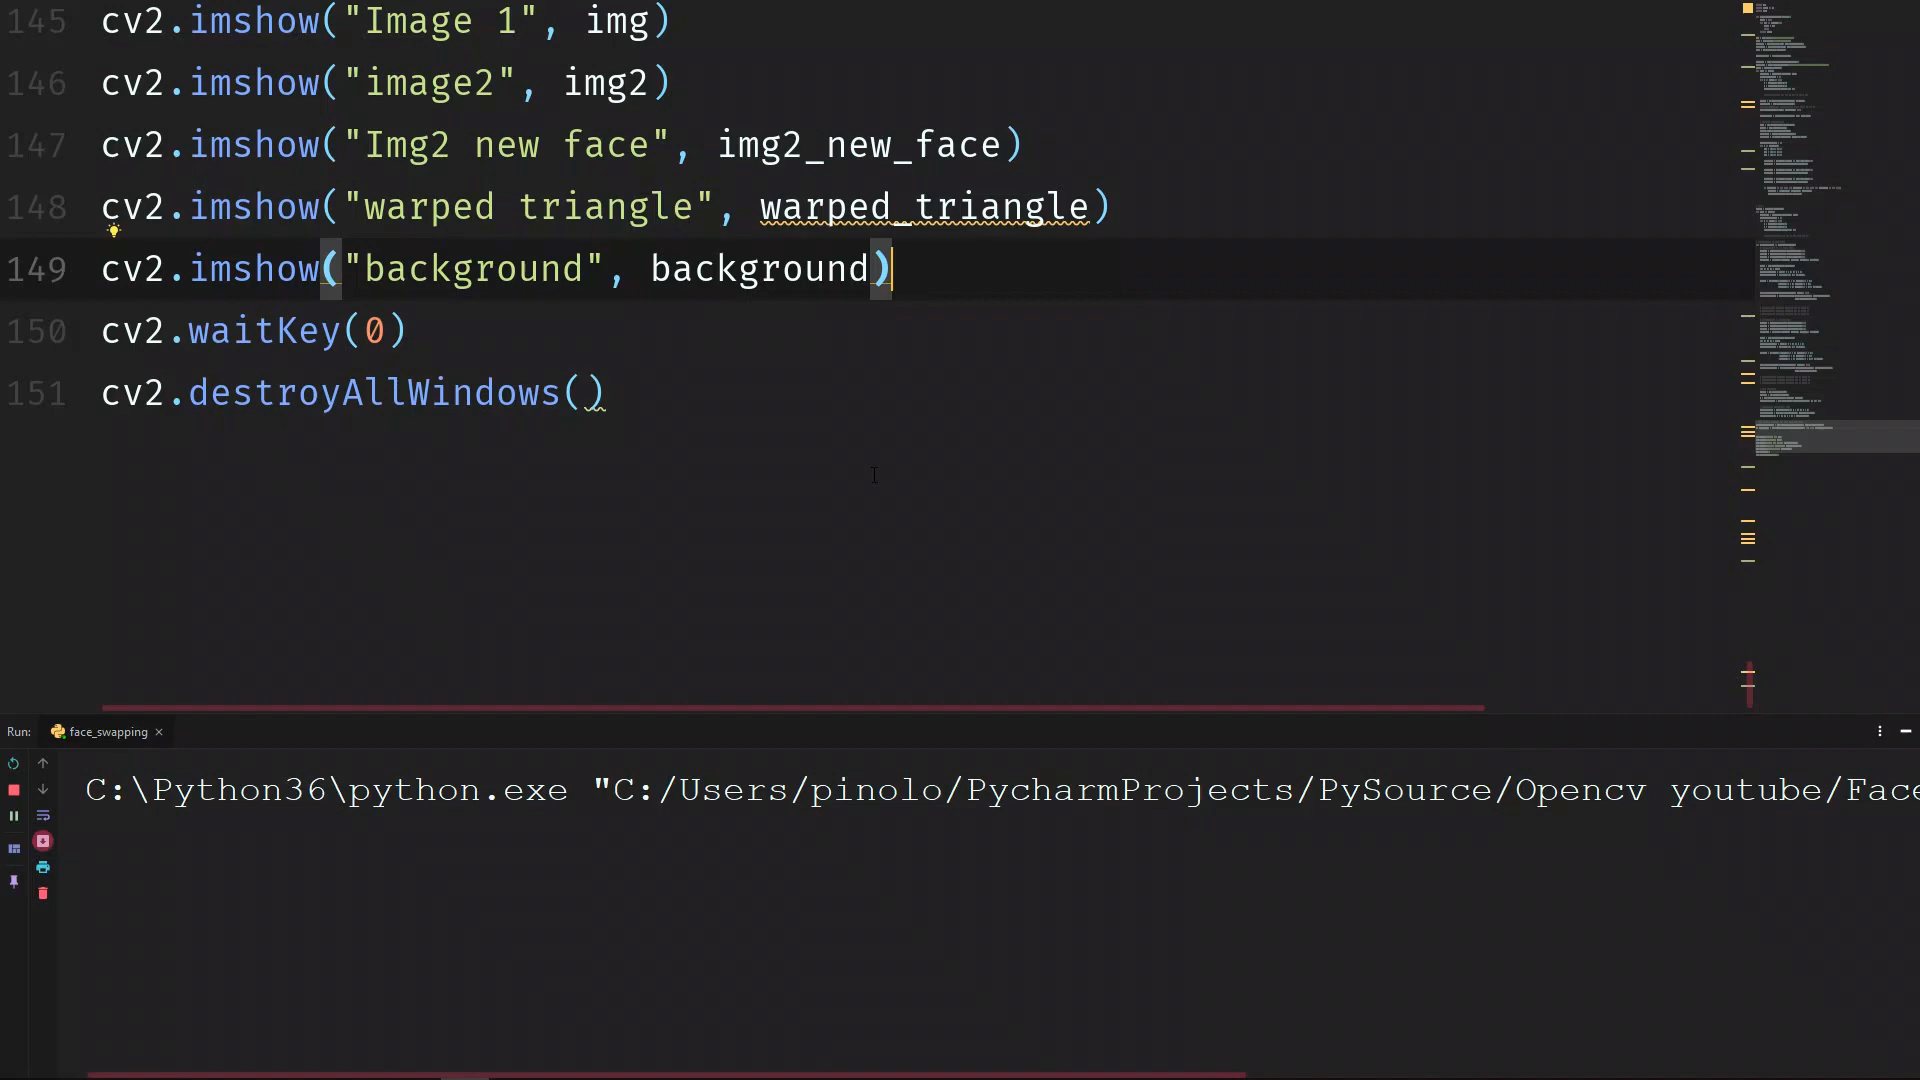 145 cv2.imshow("Image 1", img)
146 cv2.imshow("image2", img2)
147 cv2.imshow("Img2 new face", img2_new_face)
148 cv2.imshow("warped triangle", warped_triangle)
149 cv2.imshow("background", background)
150 cv2.waitKey(0)
151 cv2.destroyAllWindows()
Run: face_swapping
C:\Python36\python.exe "C:/Users/pinolo/PycharmProjects/PySource/Opencv youtube/Face